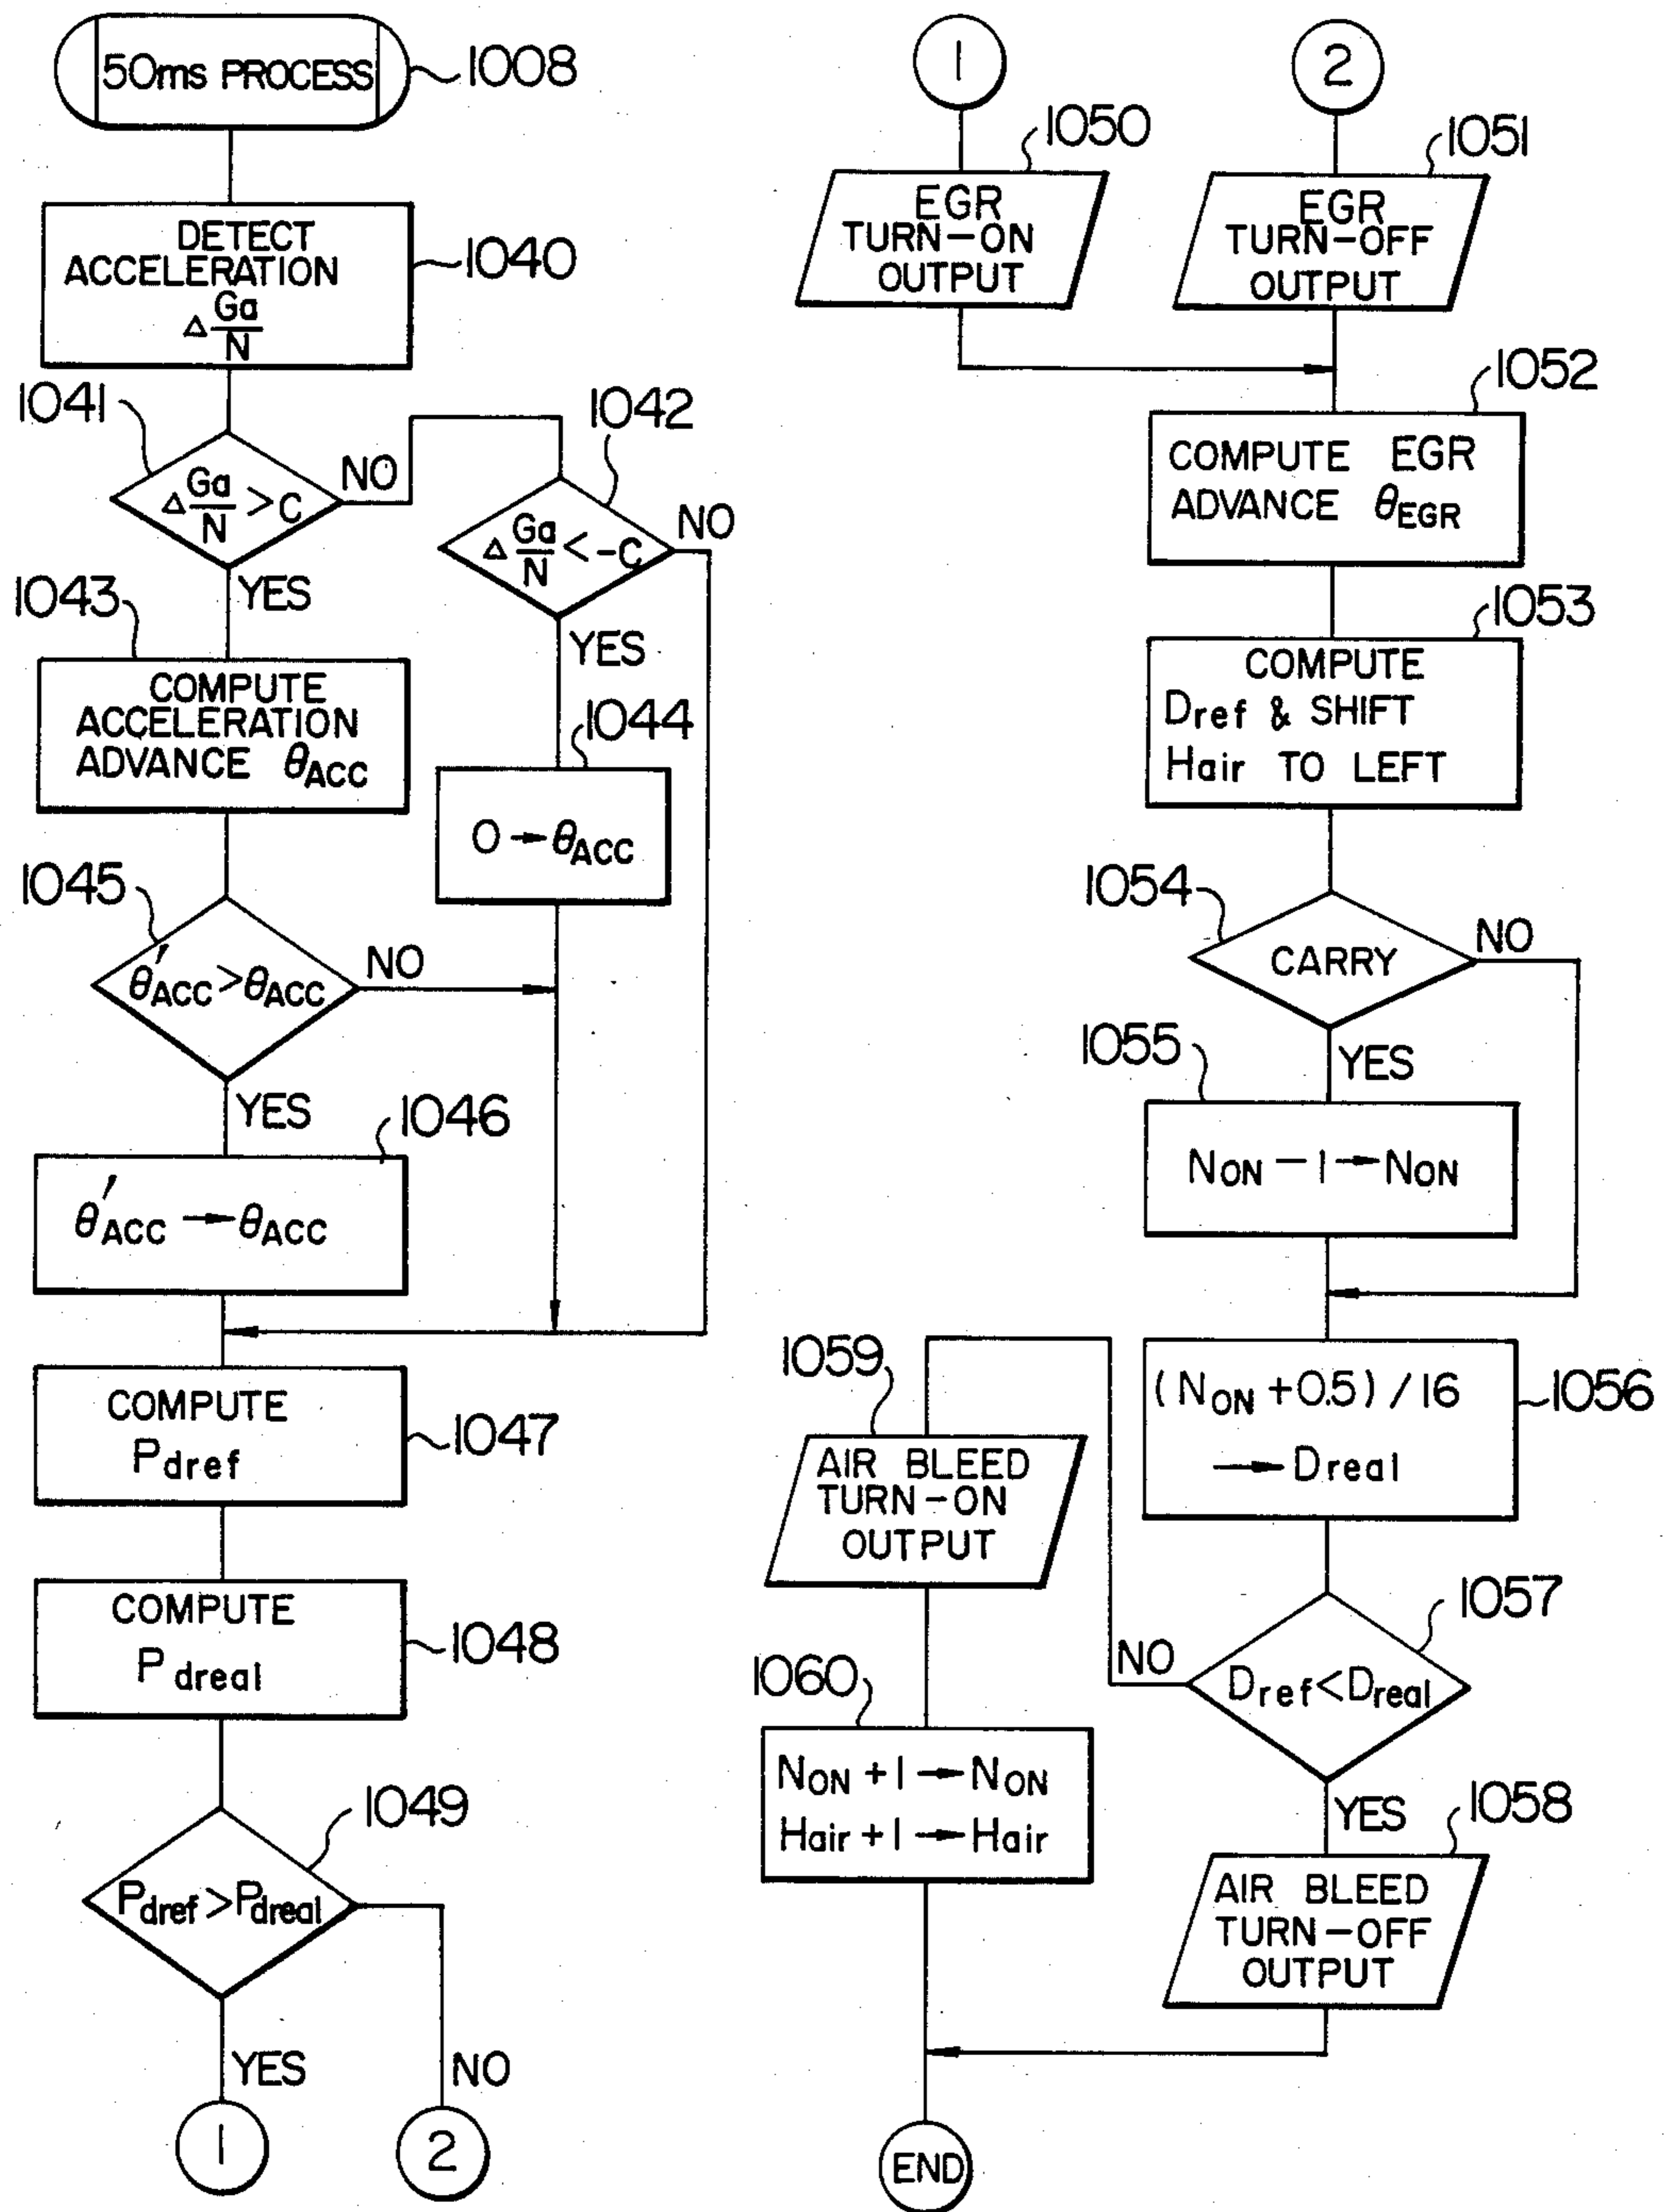 50ms PROCESS
1008
DETECT
ACCELERATION
Δ Ga/N
1040
1041
Δ Ga/N > C
NO
YES
1042
Δ Ga/N < -C
NO
YES
1043
COMPUTE
ACCELERATION
ADVANCE θACC
1044
0 → θACC
1045
θ'ACC > θACC
NO
YES
1046
θ'ACC → θACC
COMPUTE
Pdref
1047
COMPUTE
Pdreal
1048
1049
Pdref > Pdreal
YES
NO
1
2
1
2
1050
EGR
TURN-ON
OUTPUT
1051
EGR
TURN-OFF
OUTPUT
1052
COMPUTE EGR
ADVANCE θEGR
1053
COMPUTE
Dref & SHIFT
Hair TO LEFT
1054
CARRY
NO
YES
1055
NON - 1 → NON
(NON + 0.5) / 16
→ Dreal
1056
1057
Dref < Dreal
NO
YES
1058
AIR BLEED
TURN-OFF
OUTPUT
1059
AIR BLEED
TURN-ON
OUTPUT
1060
NON + 1 → NON
Hair + 1 → Hair
END